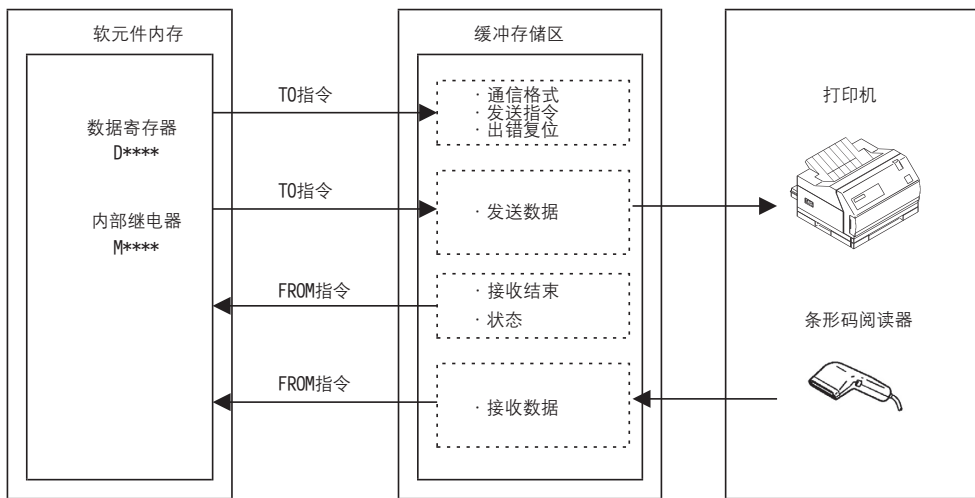 软元件内存
缓冲存储区
TO指令
·通信格式
·发送指令
·出错复位
打印机
数据寄存器
D****
TO指令
·发送数据
内部继电器
M****
FROM指令
·接收结束
·状态
条形码阅读器
FROM指令
·接收数据